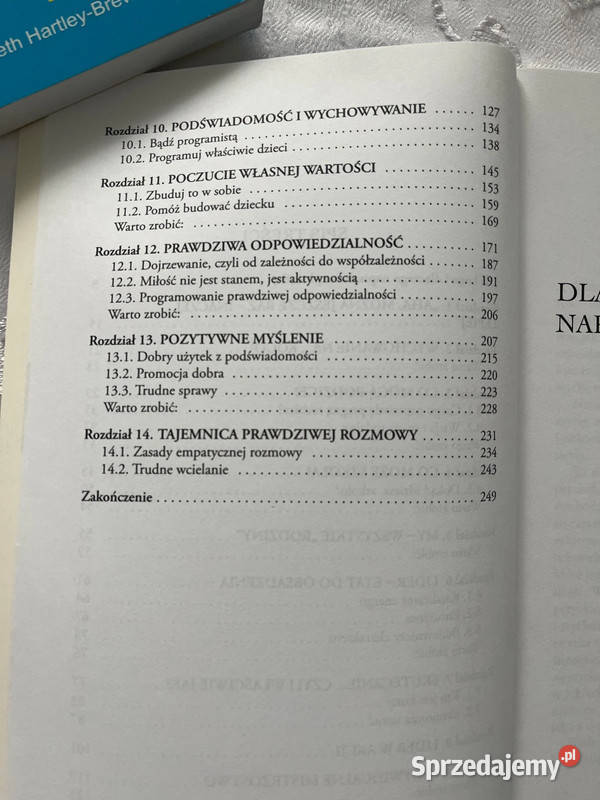 eth Hartley-Brew
Rozdział 10. PODŚWIADOMOŚĆ I WYCHOWYWANIE ...... 127
10.1. Bądź programistą ...... 134
10.2. Programuj właściwie dzieci ...... 138
Rozdział 11. POCZUCIE WŁASNEJ WARTOŚCI ...... 145
11.1. Zbuduj to w sobie ...... 153
11.2. Pomóż budować dziecku ...... 159
Warto zrobić: ...... 169
Rozdział 12. PRAWDZIWA ODPOWIEDZIALNOŚĆ ...... 171
12.1. Dojrzewanie, czyli od zależności do współzależności ...... 187
12.2. Miłość nie jest stanem, jest aktywnością ...... 191
12.3. Programowanie prawdziwej odpowiedzialności ...... 197
Warto zrobić: ...... 206
Rozdział 13. POZYTYWNE MYŚLENIE ...... 207
13.1. Dobry użytek z podświadomości ...... 215
13.2. Promocja dobra ...... 220
13.3. Trudne sprawy ...... 223
Warto zrobić: ...... 228
Rozdział 14. TAJEMNICA PRAWDZIWEJ ROZMOWY ...... 231
14.1. Zasady empatycznej rozmowy ...... 234
14.2. Trudne wcielanie ...... 243
Zakończenie ...... 249
DLA
Sprzedajemy.pl